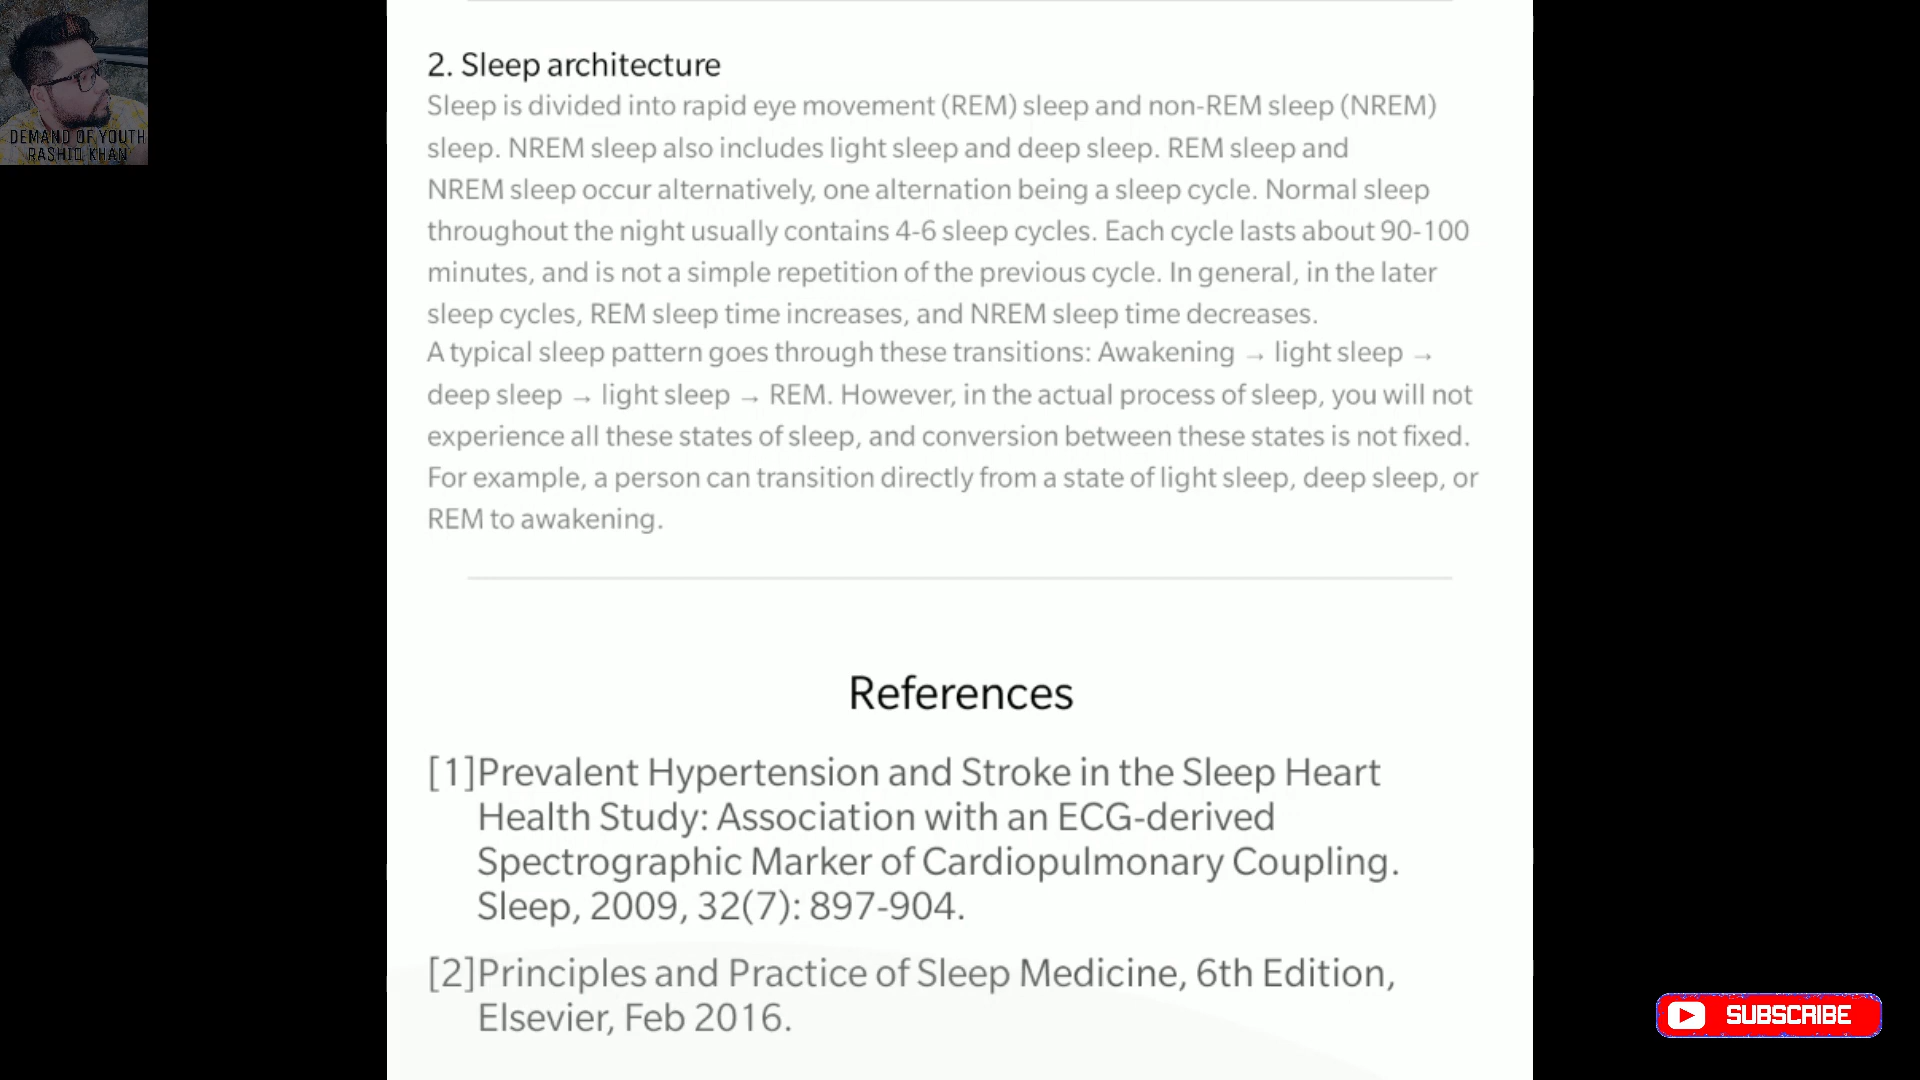 DEMAND OF YOUTH
RASHID KHAN
2. Sleep architecture
Sleep is divided into rapid eye movement (REM) sleep and non-REM sleep (NREM)
sleep. NREM sleep also includes light sleep and deep sleep. REM sleep and
NREM sleep occur alternatively, one alternation being a sleep cycle. Normal sleep
throughout the night usually contains 4-6 sleep cycles. Each cycle lasts about 90-100
minutes, and is not a simple repetition of the previous cycle. In general, in the later
sleep cycles, REM sleep time increases, and NREM sleep time decreases.
A typical sleep pattern goes through these transitions: Awakening → light sleep →
deep sleep → light sleep → REM. However, in the actual process of sleep, you will not
experience all these states of sleep, and conversion between these states is not fixed.
For example, a person can transition directly from a state of light sleep, deep sleep, or
REM to awakening.
References
[1]Prevalent Hypertension and Stroke in the Sleep Heart
Health Study: Association with an ECG-derived
Spectrographic Marker of Cardiopulmonary Coupling.
Sleep, 2009, 32(7): 897-904.
[2]Principles and Practice of Sleep Medicine, 6th Edition,
Elsevier, Feb 2016.
SUBSCRIBE